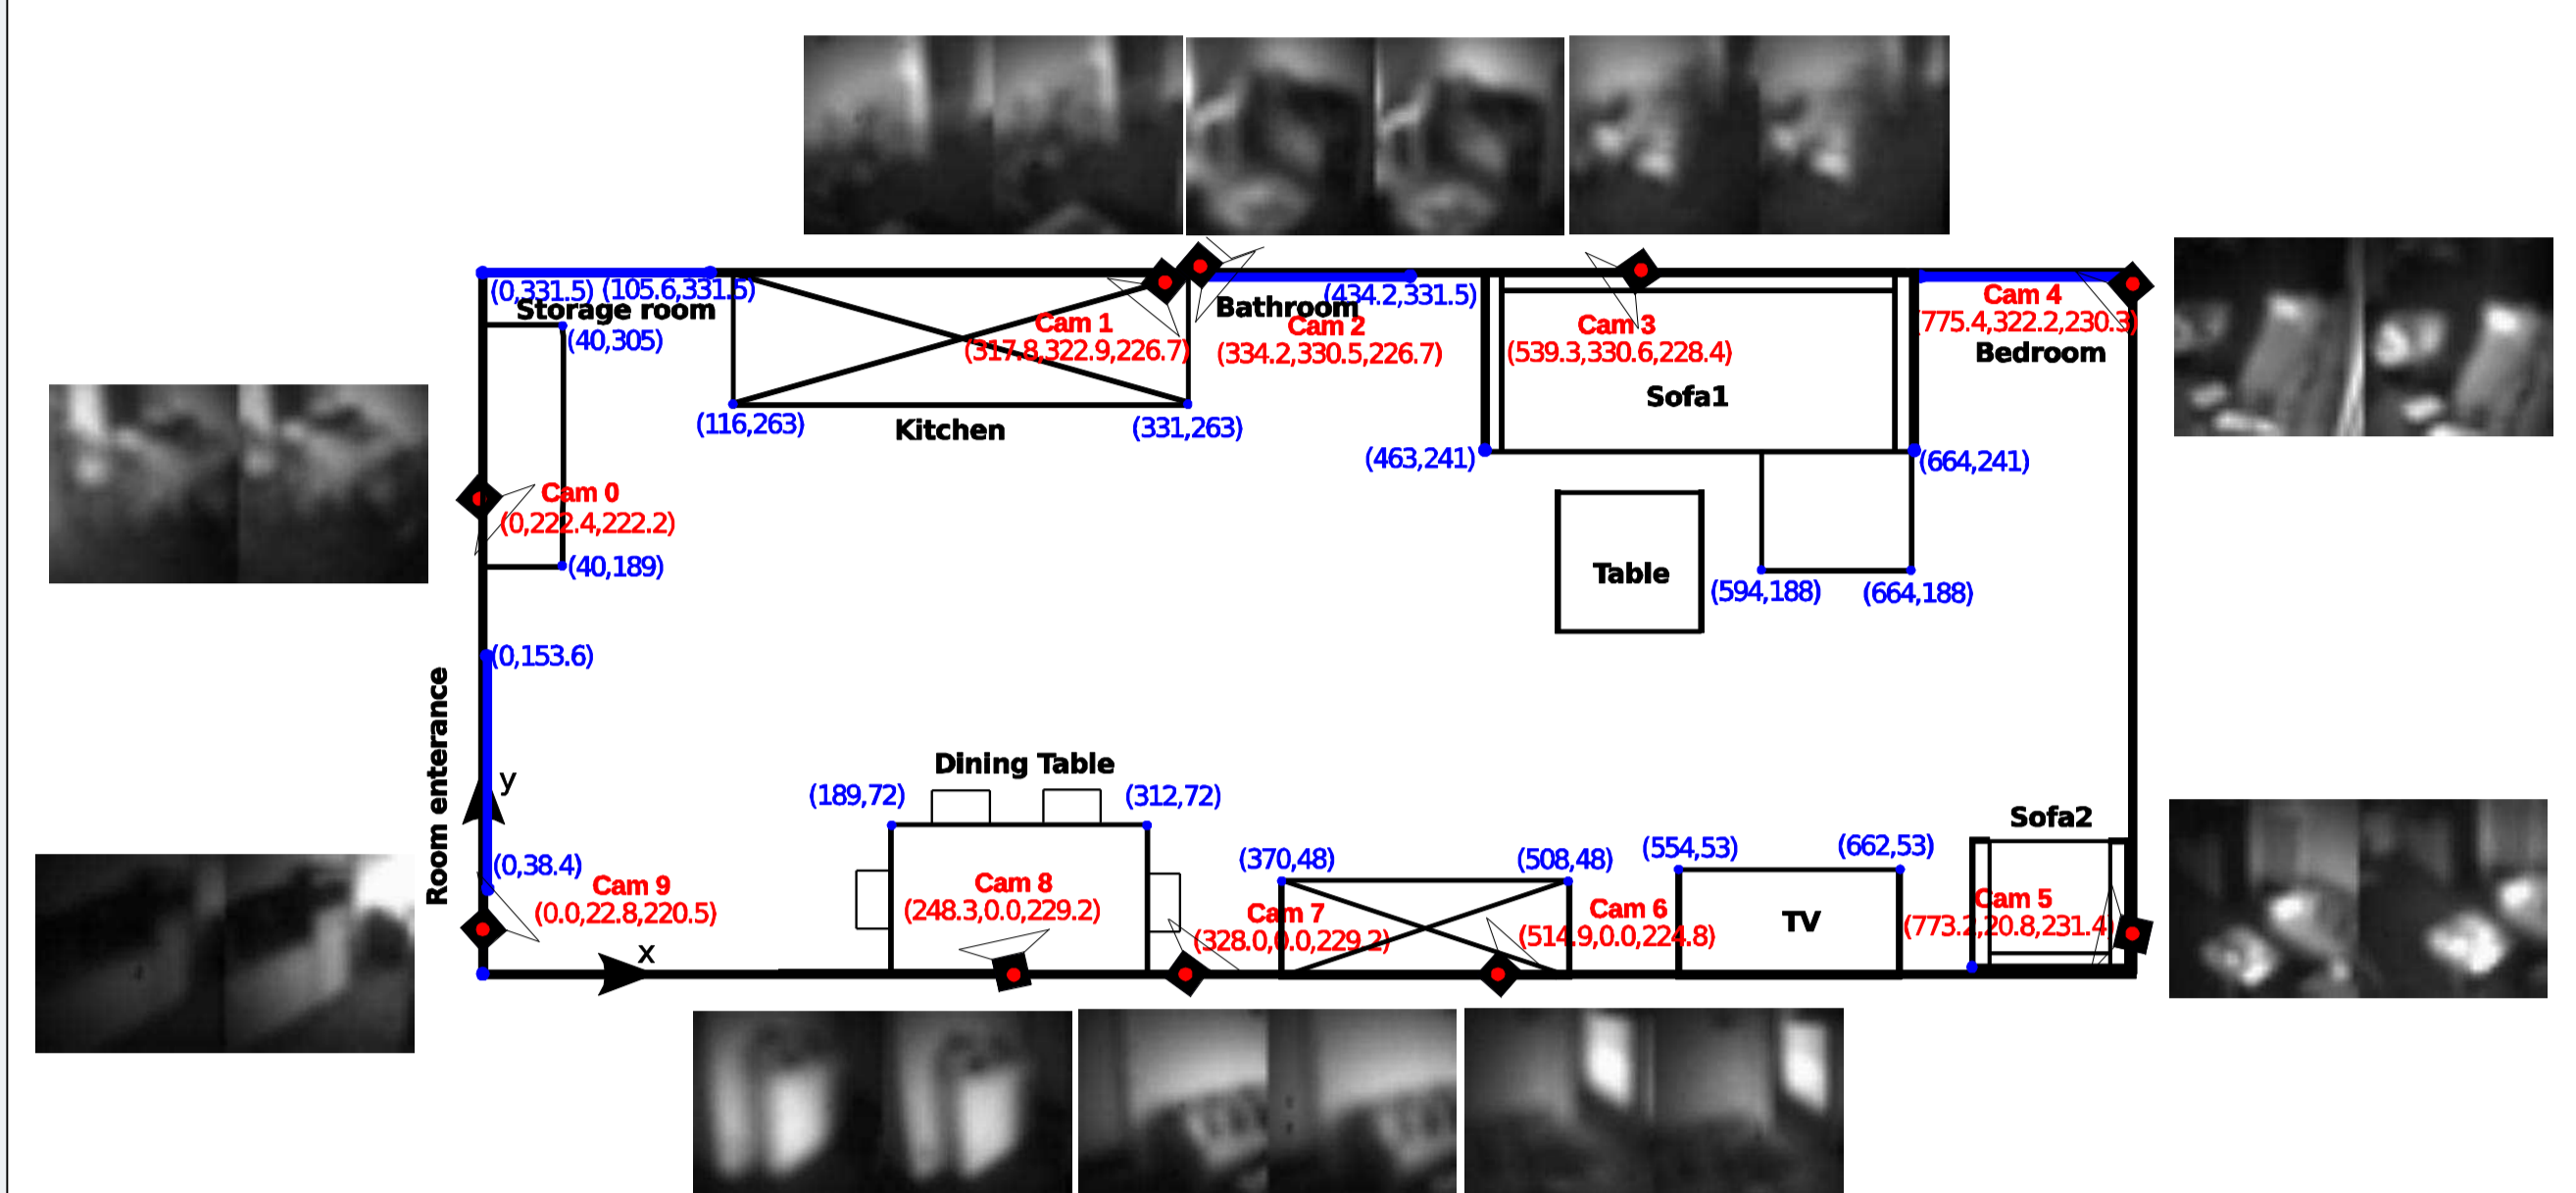 (0,331.5) (105.6,331.5)
Storage room
(40,305)
Cam 0
(0,222.4,222.2)
(40,189)
(0,153.6)
Room enterance
y
(0,38.4)
x
Cam 9
(0.0,22.8,220.5)
Cam 1
(317.8,322.9,226.7)
(116,263)
Kitchen
(331,263)
(434.2,331.5)
Bathroom
Cam 2
(334.2,330.5,226.7)
Cam 3
(539.3,330.6,228.4)
Sofa1
(463,241)
(664,241)
Cam 4
(775.4,322.2,230.3)
Bedroom
Table
(594,188)
(664,188)
Dining Table
(189,72)
(312,72)
Cam 8
(248.3,0.0,229.2)
(370,48)
(508,48)
Cam 7
(328.0,0.0,229.2)
Cam 6
(514.9,0.0,224.8)
(554,53)
(662,53)
TV
Sofa2
Cam 5
(773.2,20.8,231.4)